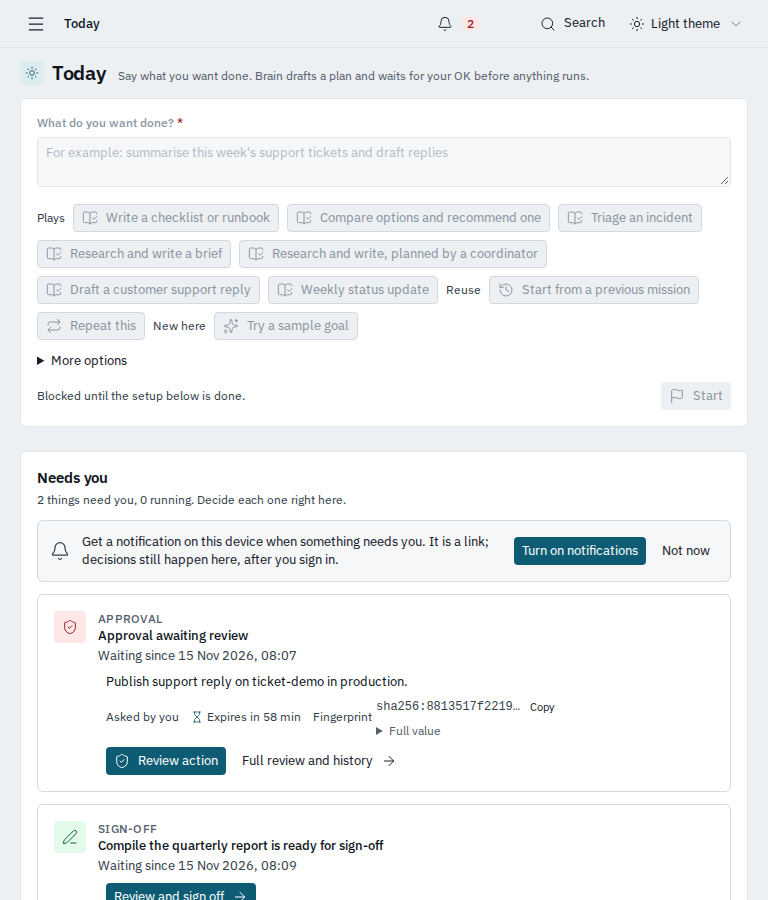 Today
2
Search
Light theme
Today
Say what you want done. Brain drafts a plan and waits for your OK before anything runs.
What do you want done? *
For example: summarise this week's support tickets and draft replies
Plays
Write a checklist or runbook
Compare options and recommend one
Triage an incident
Research and write a brief
Research and write, planned by a coordinator
Draft a customer support reply
Weekly status update
Reuse
Start from a previous mission
Repeat this
New here
Try a sample goal
More options
Blocked until the setup below is done.
Start
Needs you
2 things need you, 0 running. Decide each one right here.
Get a notification on this device when something needs you. It is a link;
decisions still happen here, after you sign in.
Turn on notifications
Not now
APPROVAL
Approval awaiting review
Waiting since 15 Nov 2026, 08:07
Publish support reply on ticket-demo in production.
Asked by you
Expires in 58 min
Fingerprint
sha256:8813517f2219…
Copy
Full value
Review action
Full review and history
SIGN-OFF
Compile the quarterly report is ready for sign-off
Waiting since 15 Nov 2026, 08:09
Review and sign off